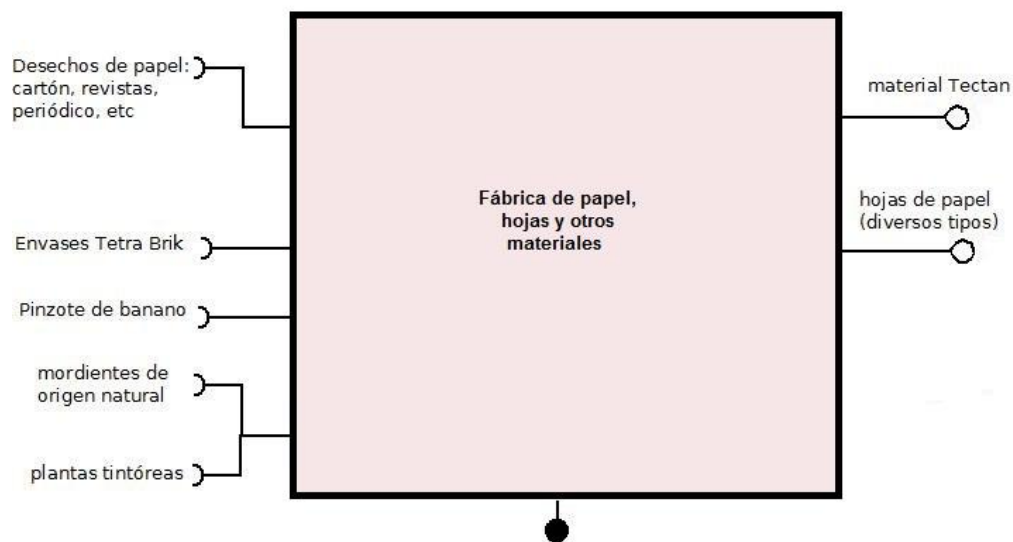 Desechos de papel:
cartón, revistas,
periódico, etc
Envases Tetra Brik
Pinzote de banano
mordientes de
origen natural
plantas tintóreas
Fábrica de papel,
hojas y otros
materiales
material Tectan
hojas de papel
(diversos tipos)